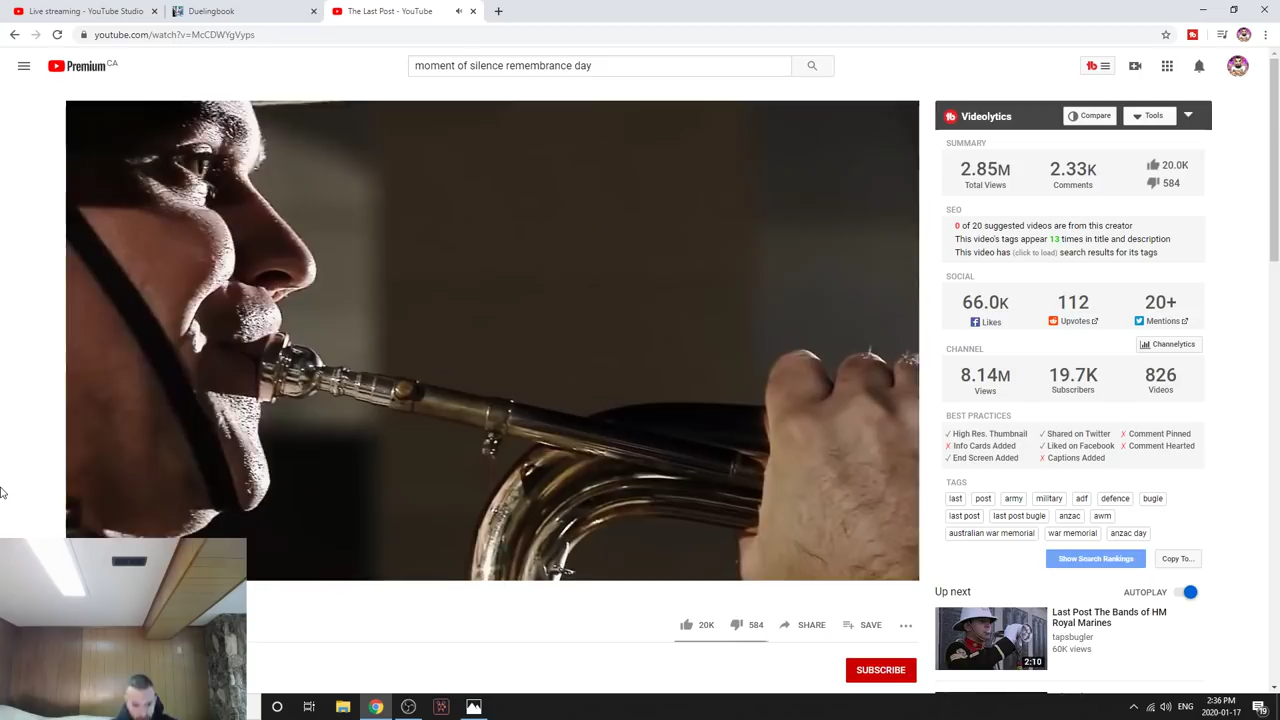 Live streaming - YouTube Studio
Duelingbook
The Last Post - YouTube
youtube.com/watch?v=McCDWYgVyps
Premium CA
moment of silence remembrance day
Videolytics
Compare
Tools
SUMMARY
2.85M
Total Views
2.33K
Comments
20.0K
584
SEO
0 of 20 suggested videos are from this creator
This video's tags appear 13 times in title and description
This video has (click to load) search results for its tags
SOCIAL
66.0K
Likes
112
Upvotes
20+
Mentions
CHANNEL
Channelytics
8.14M
Views
19.7K
Subscribers
826
Videos
BEST PRACTICES
✓ High Res. Thumbnail
✓ Shared on Twitter
✗ Comment Pinned
✗ Info Cards Added
✓ Liked on Facebook
✗ Comment Hearted
✓ End Screen Added
✗ Captions Added
TAGS
last post army military adf defence bugle
last post last post bugle anzac awm
australian war memorial war memorial anzac day
Show Search Rankings
Copy To...
Up next
AUTOPLAY
Last Post The Bands of HM
Royal Marines
tapsbugler
60K views
2:10
20K
584
SHARE
SAVE
SUBSCRIBE
ENG
2:36 PM
2020-01-17
19